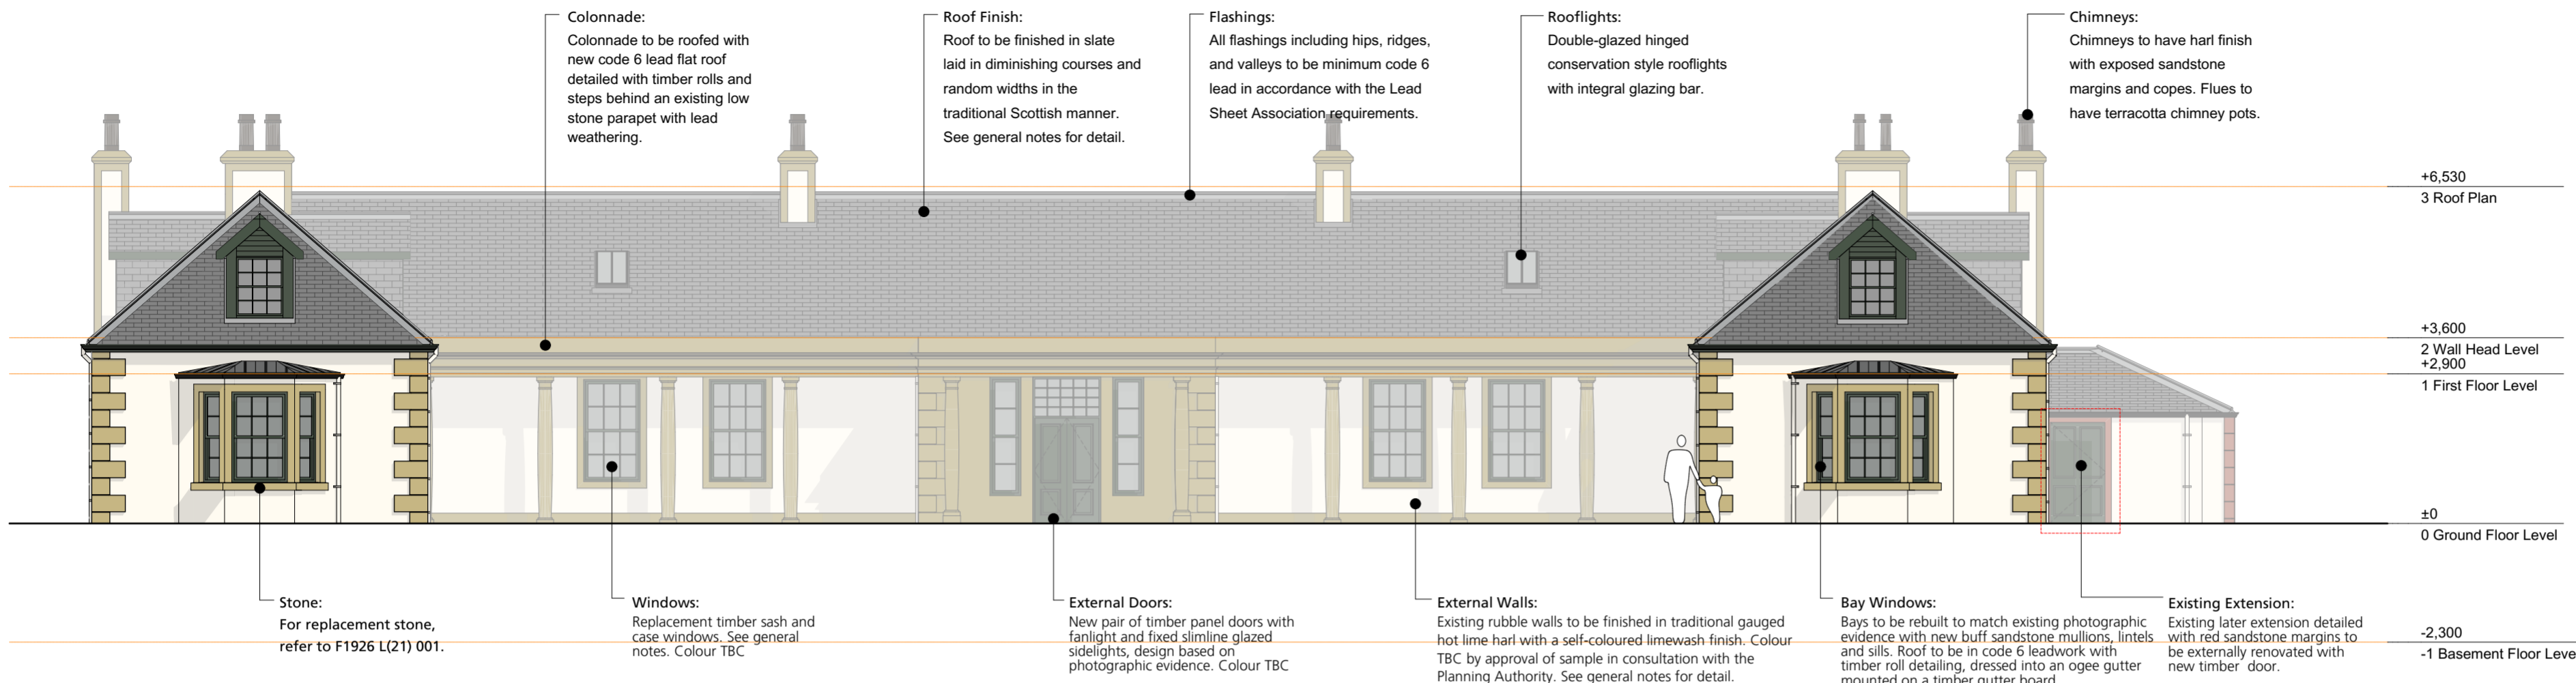 Colonnade:
Colonnade to be roofed with
new code 6 lead flat roof
detailed with timber rolls and
steps behind an existing low
stone parapet with lead
weathering.
Roof Finish:
Roof to be finished in slate
laid in diminishing courses and
random widths in the
traditional Scottish manner.
See general notes for detail.
Flashings:
All flashings including hips, ridges,
and valleys to be minimum code 6
lead in accordance with the Lead
Sheet Association requirements.
Rooflights:
Double-glazed hinged
conservation style rooflights
with integral glazing bar.
Chimneys:
Chimneys to have harl finish
with exposed sandstone
margins and copes. Flues to
have terracotta chimney pots.
+6,530
3 Roof Plan
+3,600
2 Wall Head Level
+2,900
1 First Floor Level
±0
0 Ground Floor Level
-2,300
-1 Basement Floor Leve
Stone:
For replacement stone,
refer to F1926 L(21) 001.
Windows:
Replacement timber sash and
case windows. See general
notes. Colour TBC
External Doors:
New pair of timber panel doors with
fanlight and fixed slimline glazed
sidelights, design based on
photographic evidence. Colour TBC
External Walls:
Existing rubble walls to be finished in traditional gauged
hot lime harl with a self-coloured limewash finish. Colour
TBC by approval of sample in consultation with the
Planning Authority. See general notes for detail.
Bay Windows:
Bays to be rebuilt to match existing photographic
evidence with new buff sandstone mullions, lintels
and sills. Roof to be in code 6 leadwork with
timber roll detailing, dressed into an ogee gutter
mounted on a timber gutter board
Existing Extension:
Existing later extension detailed
with red sandstone margins to
be externally renovated with
new timber door.